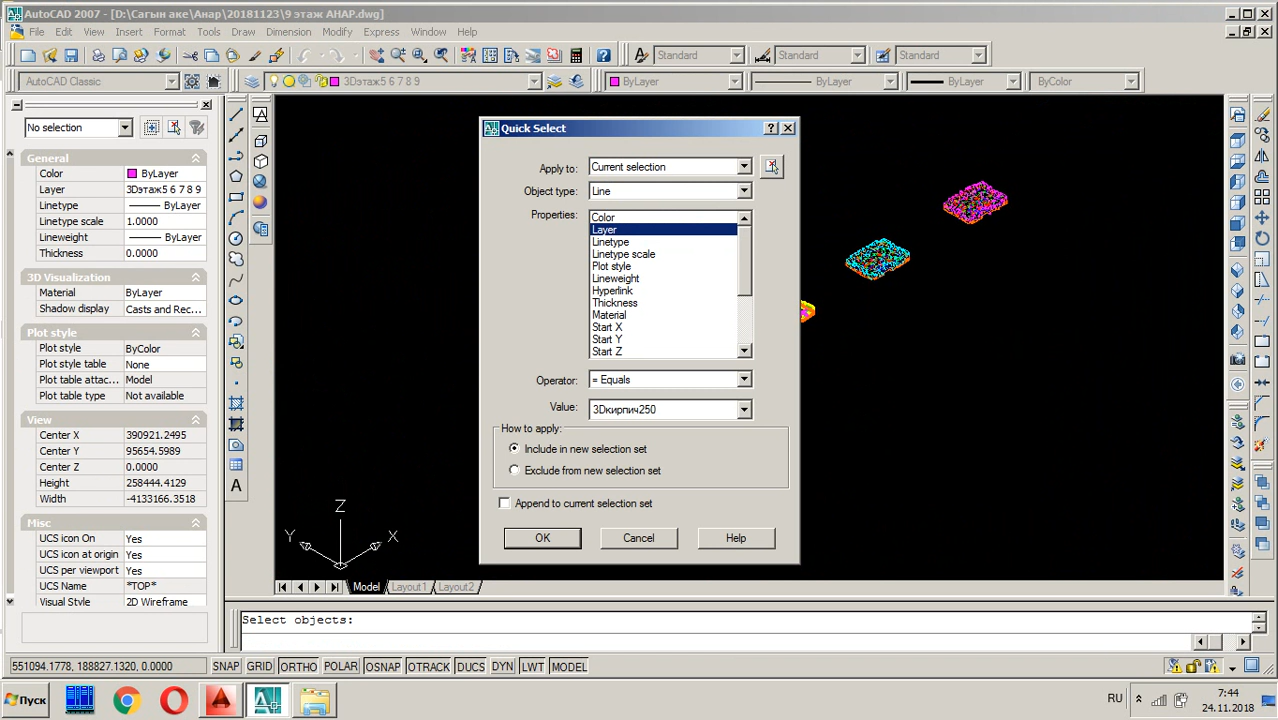 AutoCAD 2007 - [D:\Сагын аке\Анар\20181123\9 этаж АНАР.dwg]
File Edit View Insert Format Tools Draw Dimension Modify Express Window Help
Standard Standard Standard
AutoCAD Classic 3Dэтаж5 6 7 8 9 ByLayer ByLayer ByLayer ByColor
No selection
General
Color ByLayer
Layer 3Dэтаж5 6 7 8 9
Linetype ByLayer
Linetype scale 1.0000
Lineweight ByLayer
Thickness 0.0000
3D Visualization
Material ByLayer
Shadow display Casts and Rec...
Plot style
Plot style ByColor
Plot style table None
Plot table attac... Model
Plot table type Not available
View
Center X 390921.2495
Center Y 95654.5989
Center Z 0.0000
Height 258444.4129
Width -4133166.3518
Misc
UCS icon On Yes
UCS icon at origin Yes
UCS per viewport Yes
UCS Name *TOP*
Visual Style 2D Wireframe
Quick Select
Apply to: Current selection
Object type: Line
Properties: Color
Layer
Linetype
Linetype scale
Plot style
Lineweight
Hyperlink
Thickness
Material
Start X
Start Y
Start Z
Operator: = Equals
Value: 3Dкирпич250
How to apply:
Include in new selection set
Exclude from new selection set
Append to current selection set
OK Cancel Help
Z
Y X
Model Layout1 Layout2
Select objects:
551094.1778, 188827.1320, 0.0000 SNAP GRID ORTHO POLAR OSNAP OTRACK DUCS DYN LWT MODEL
Пуск RU 7:44
24.11.2018